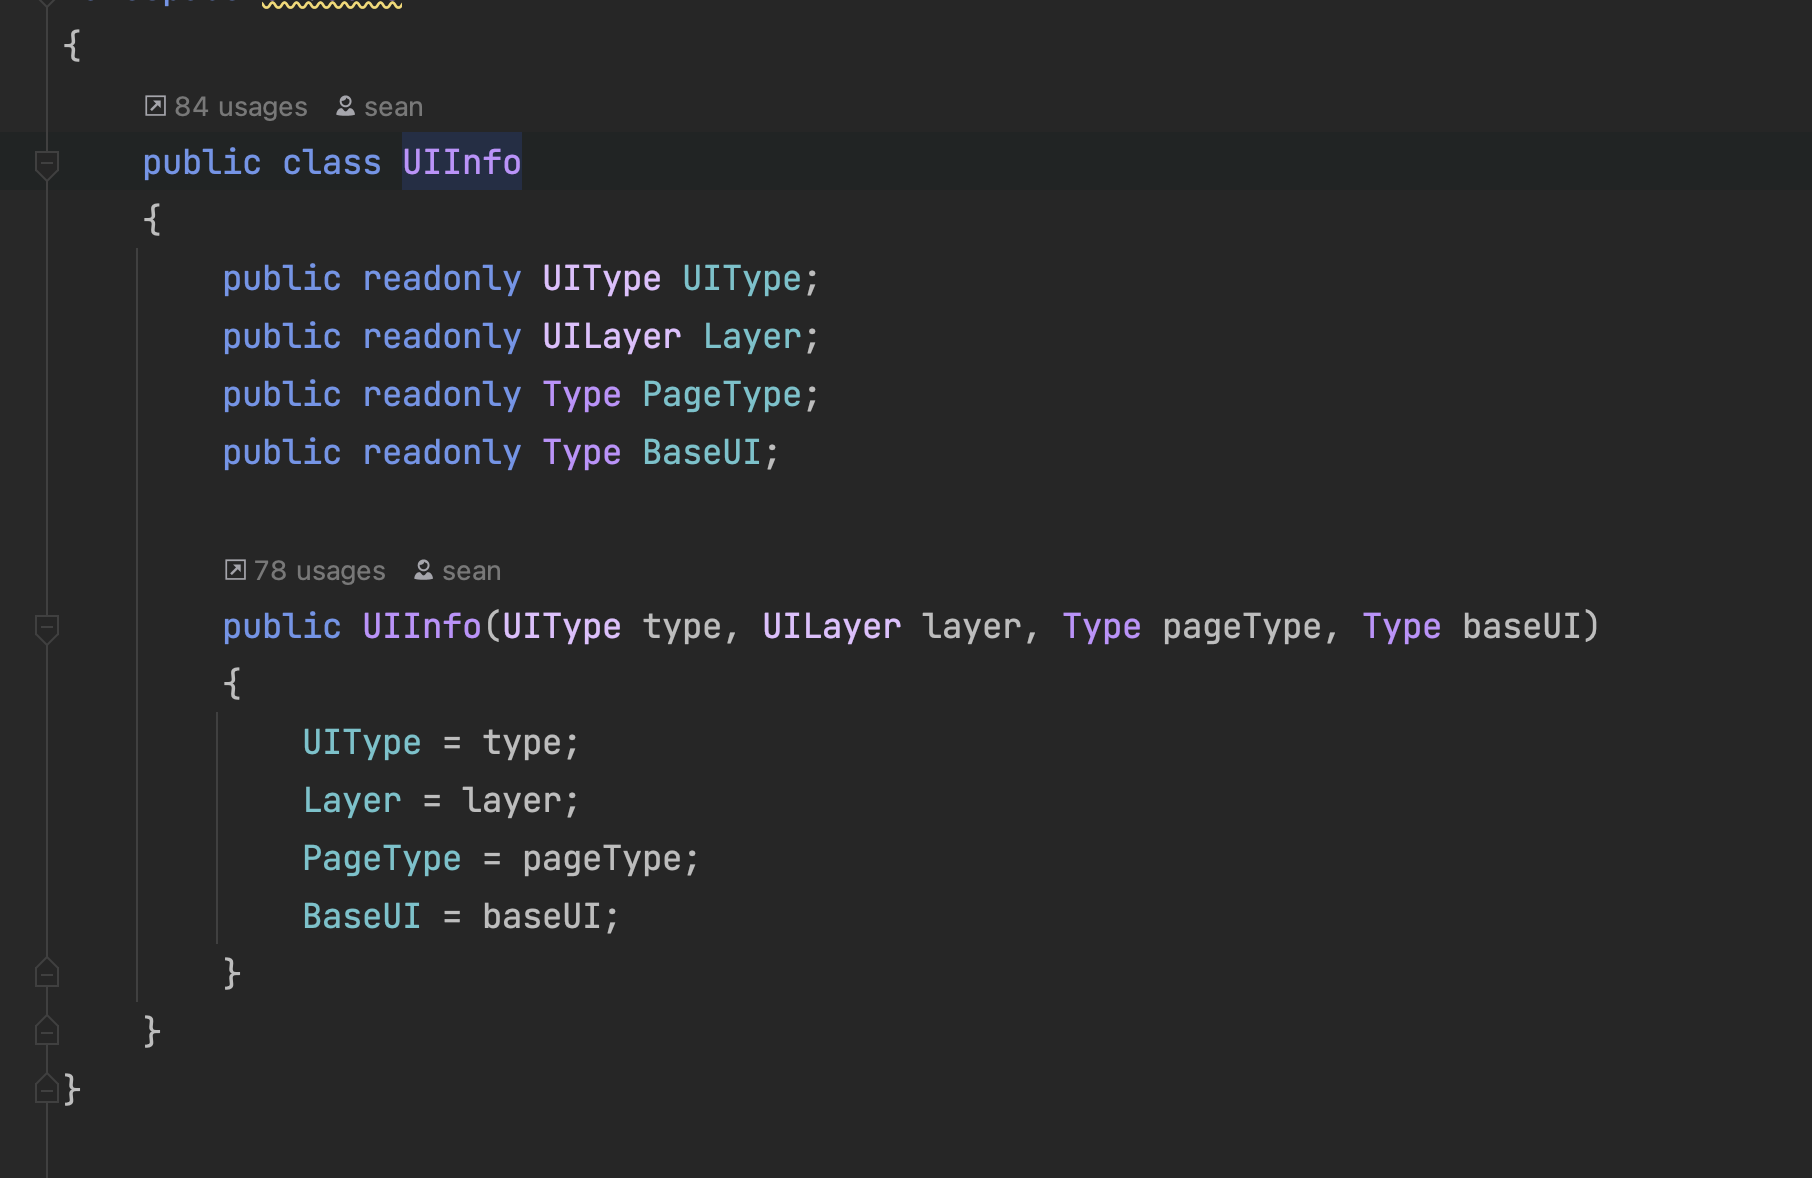 {
84 usages sean
public class UIInfo
{
public readonly UIType UIType;
public readonly UILayer Layer;
public readonly Type PageType;
public readonly Type BaseUI;
78 usages sean
public UIInfo(UIType type, UILayer layer, Type pageType, Type baseUI)
{
UIType = type;
Layer = layer;
PageType = pageType;
BaseUI = baseUI;
}
}
}